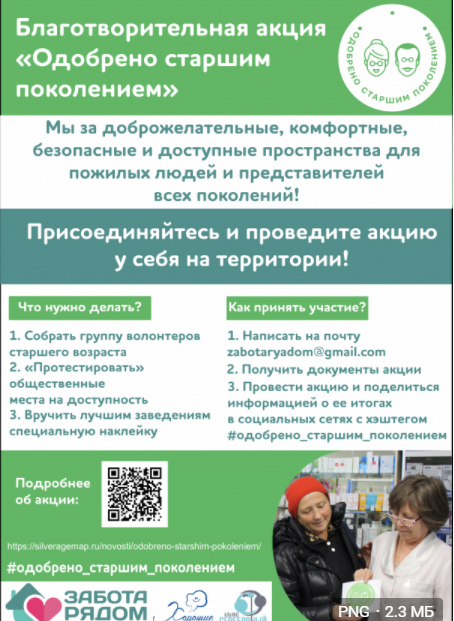 Благотворительная акция
«Одобрено старшим
поколением»
•ОДОБРЕНО СТАРШИМ ПОКОЛЕНИЕМ•
Мы за доброжелательные, комфортные,
безопасные и доступные пространства для
пожилых людей и представителей
всех поколений!
Присоединяйтесь и проведите акцию
у себя на территории!
Что нужно делать?
1. Собрать группу волонтеров
старшего возраста
2. «Протестировать»
общественные
места на доступность
3. Вручить лучшим заведениям
специальную наклейку
Как принять участие?
1. Написать на почту
zabotaryadom@gmail.com
2. Получить документы акции
3. Провести акцию и поделиться
информацией о ее итогах
в социальных сетях с хэштегом
#одобрено_старшим_поколением
Подробнее
об акции:
https://silveragemap.ru/novosti/odobreno-starshim-pokoleniem/
#одобрено_старшим_поколением
ЗАБОТА
РЯДОМ
Хорошие
PNG · 2.3 МБ